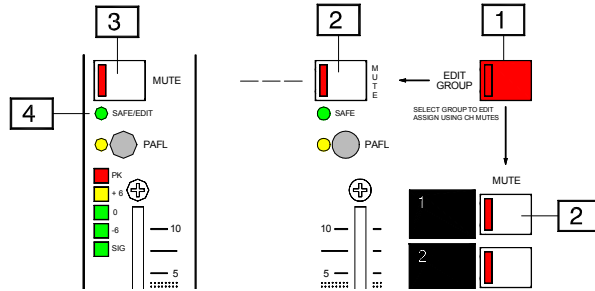 3
2
1
MUTE
MUTE
EDIT
GROUP
4
SAFE/EDIT
SAFE
SELECT GROUP TO EDIT
ASSIGN USING CH MUTES
PAFL
PAFL
PK
+6
0
-6
SIG
10
5
10
5
MUTE
1
2
2